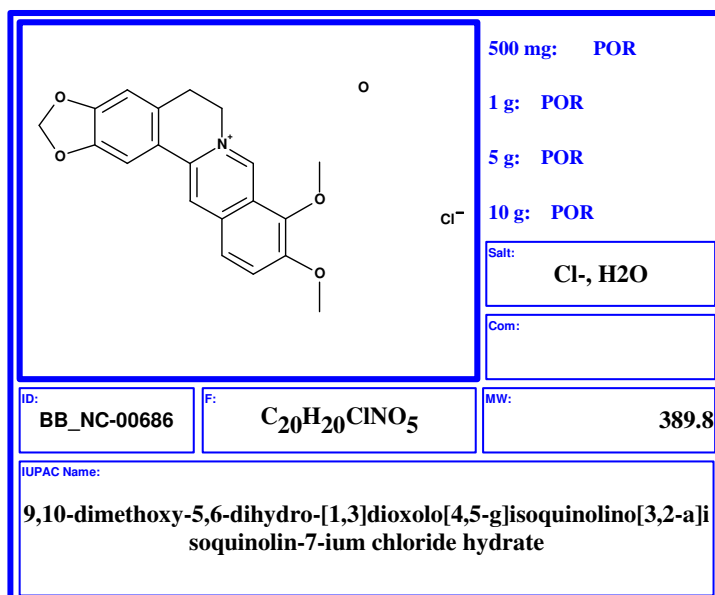 O
O
O
N+
O
O
Cl−
500 mg: POR
1 g: POR
5 g: POR
10 g: POR
Salt:
Cl-, H2O
Com:
ID:
BB_NC-00686
F:
C20H20ClNO5
MW:
389.8
IUPAC Name:
9,10-dimethoxy-5,6-dihydro-[1,3]dioxolo[4,5-g]isoquinolino[3,2-a]i
soquinolin-7-ium chloride hydrate